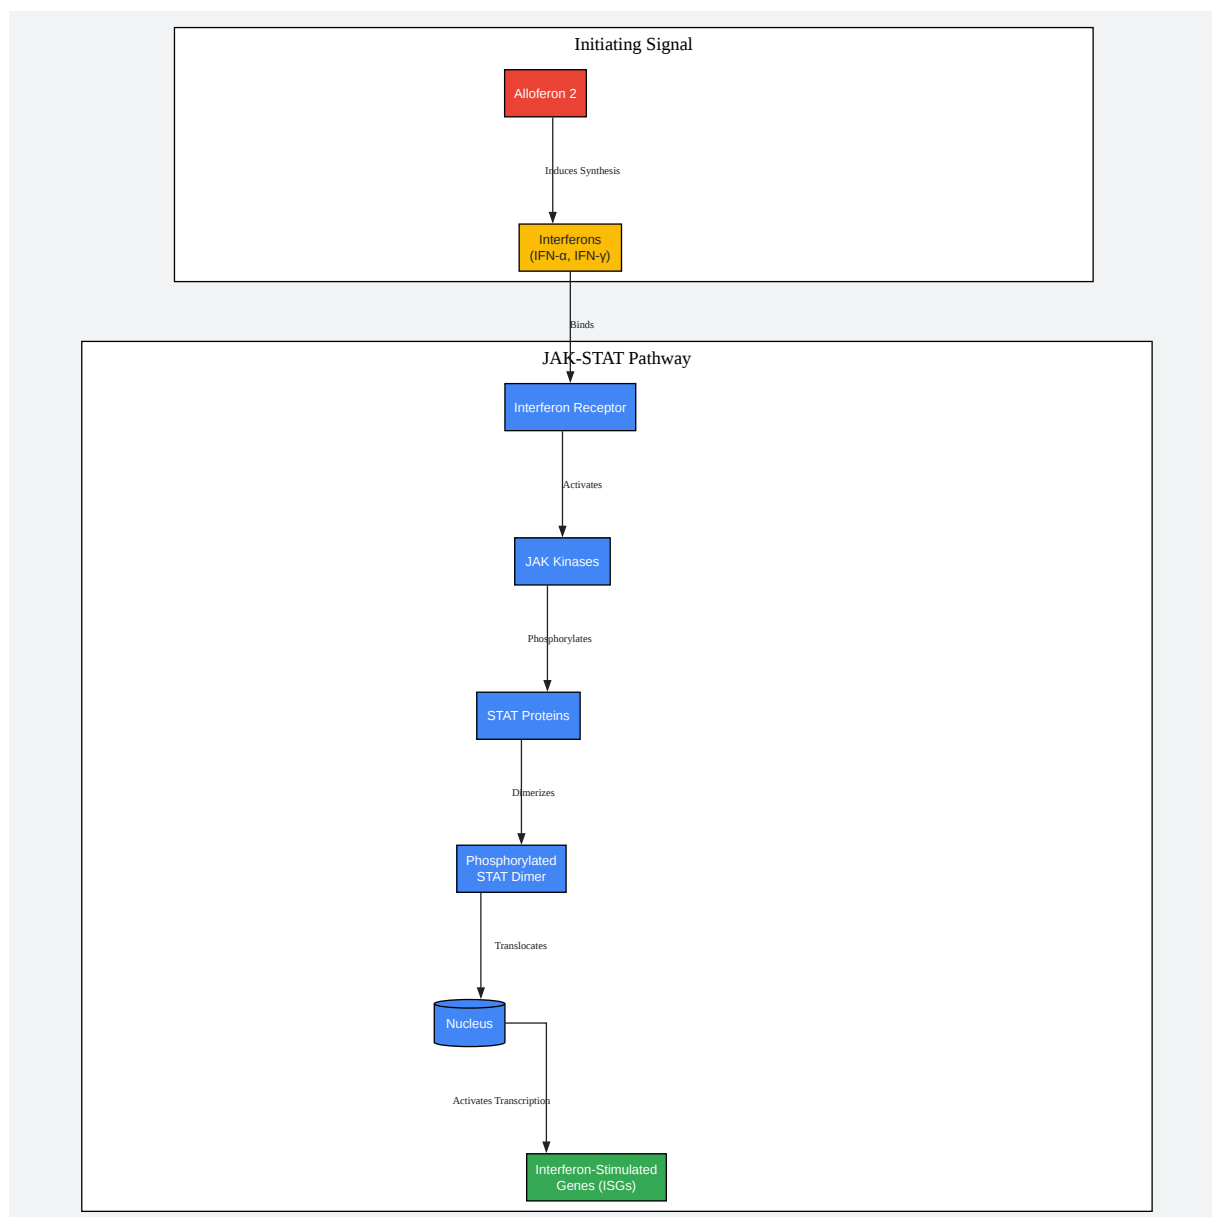 Initiating Signal
Alloferon 2
Induces Synthesis
Interferons
(IFN-α, IFN-γ)
Binds
JAK-STAT Pathway
Interferon Receptor
Activates
JAK Kinases
Phosphorylates
STAT Proteins
Dimerizes
Phosphorylated
STAT Dimer
Translocates
Nucleus
Activates Transcription
Interferon-Stimulated
Genes (ISGs)